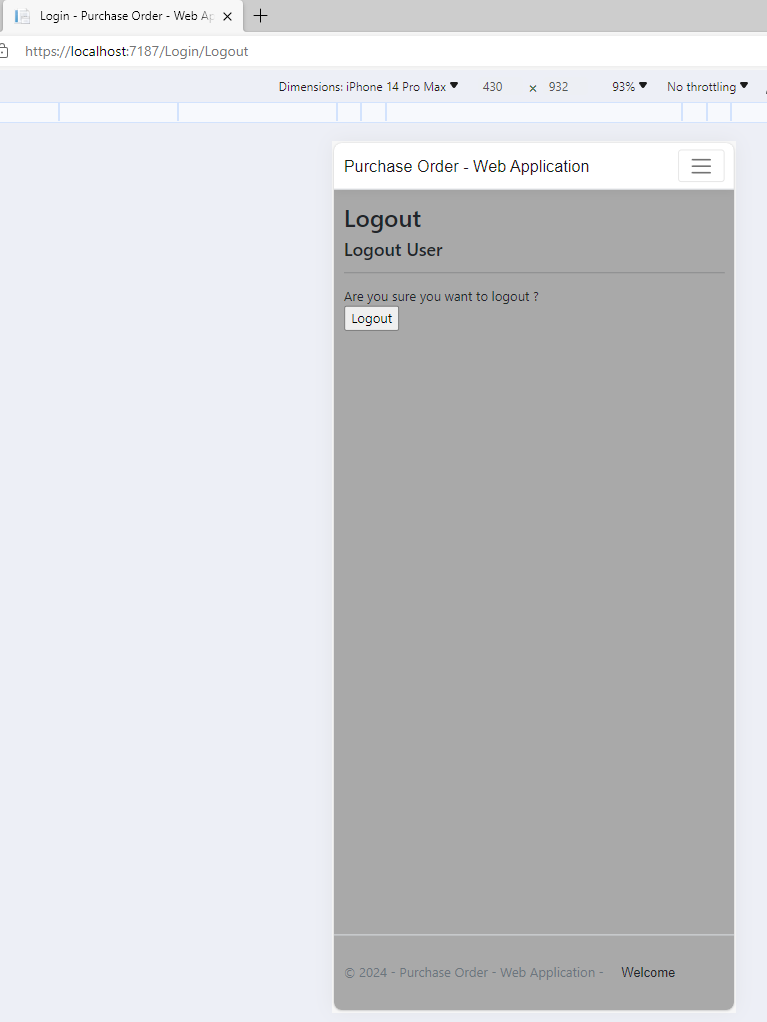 Login - Purchase Order - Web Ap
https://localhost:7187/Login/Logout
Dimensions: iPhone 14 Pro Max 430 × 932 93% No throttling
Purchase Order - Web Application
Logout
Logout User
Are you sure you want to logout ?
Logout
© 2024 - Purchase Order - Web Application - Welcome